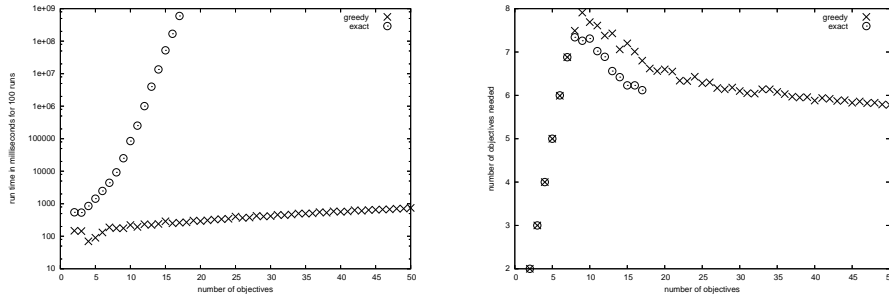 1e+09
1e+08
1e+07
1e+06
100000
10000
1000
100
10
0 5 10 15 20 25 30 35 40 45 50
run time in milliseconds for 100 runs
number of objectives
greedy
exact
8
7
6
5
4
3
2
0 5 10 15 20 25 30 35 40 45 50
number of objectives needed
number of objectives
greedy
exact